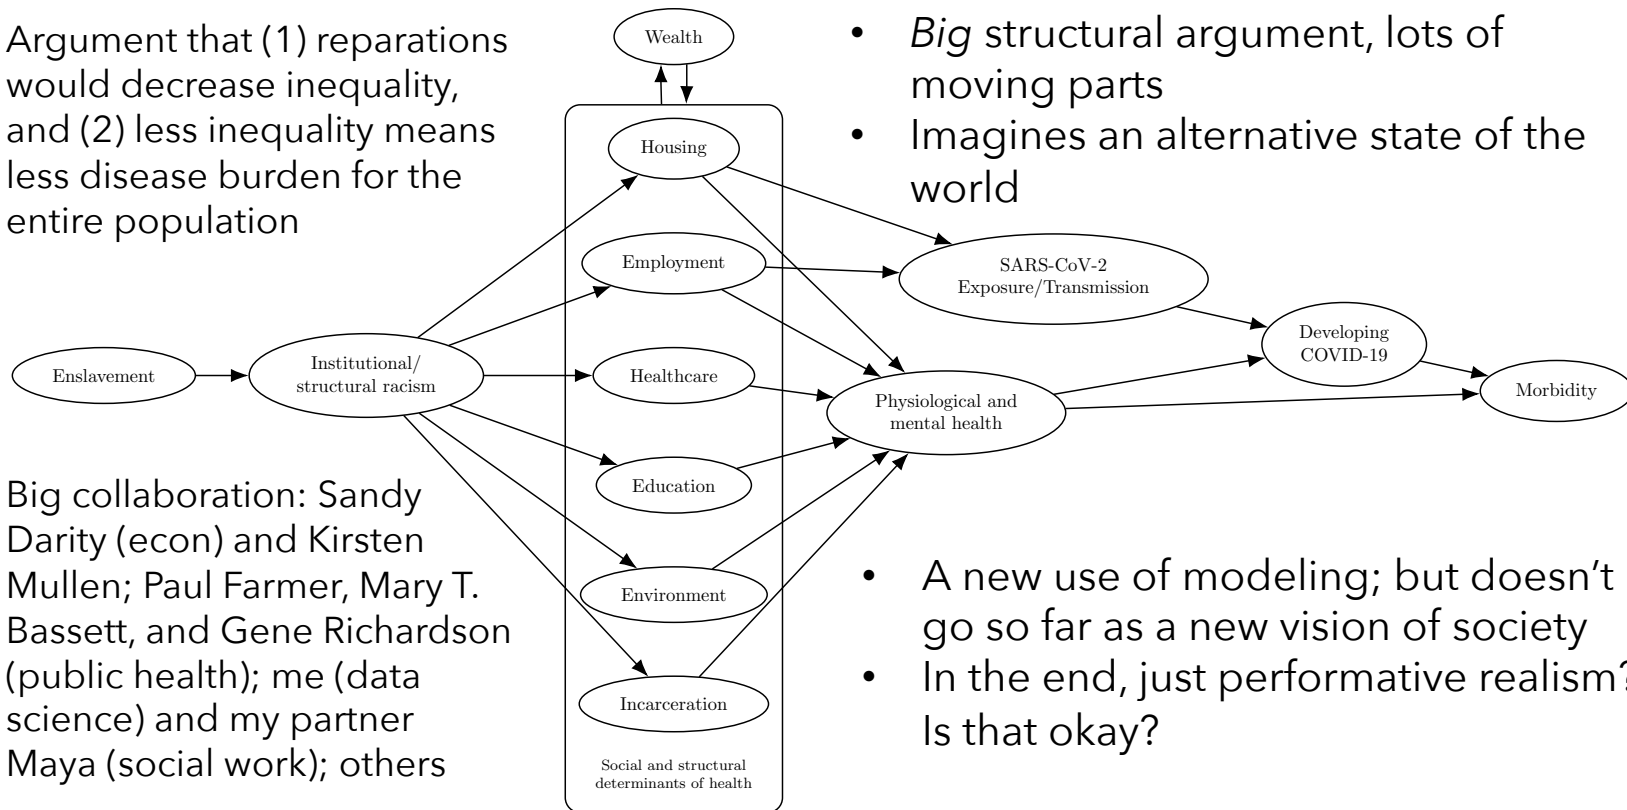 Argument that (1) reparations
would decrease inequality,
and (2) less inequality means
less disease burden for the
entire population
Big collaboration: Sandy
Darity (econ) and Kirsten
Mullen; Paul Farmer, Mary T.
Bassett, and Gene Richardson
(public health); me (data
science) and my partner
Maya (social work); others
Enslavement
Institutional/
structural racism
Wealth
Housing
Employment
Healthcare
Education
Environment
Incarceration
Social and structural
determinants of health
SARS-CoV-2
Exposure/Transmission
Physiological and
mental health
Developing
COVID-19
Morbidity
• Big structural argument, lots of
moving parts
• Imagines an alternative state of the
world
• A new use of modeling; but doesn’t
go so far as a new vision of society
• In the end, just performative realism?
Is that okay?